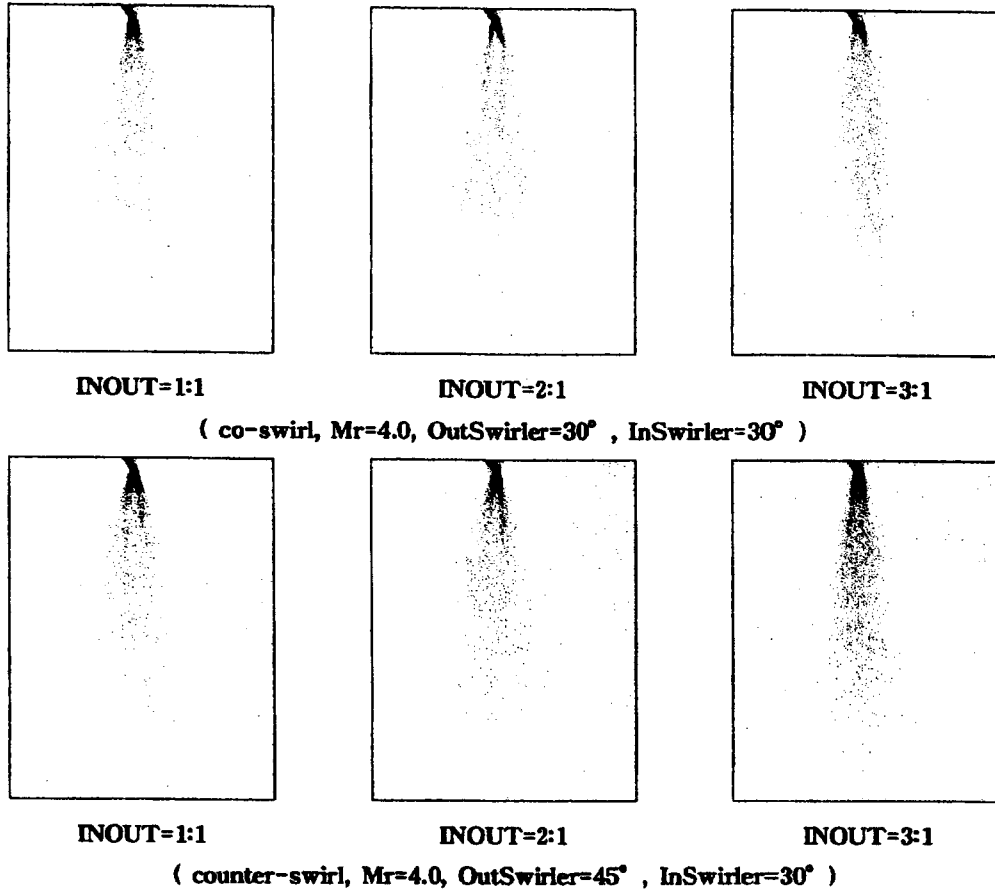 INOUT=1:1 INOUT=2:1 INOUT=3:1
( co-swirl, Mr=4.0, OutSwirler=30° , InSwirler=30° )
INOUT=1:1 INOUT=2:1 INOUT=3:1
( counter-swirl, Mr=4.0, OutSwirler=45° , InSwirler=30° )